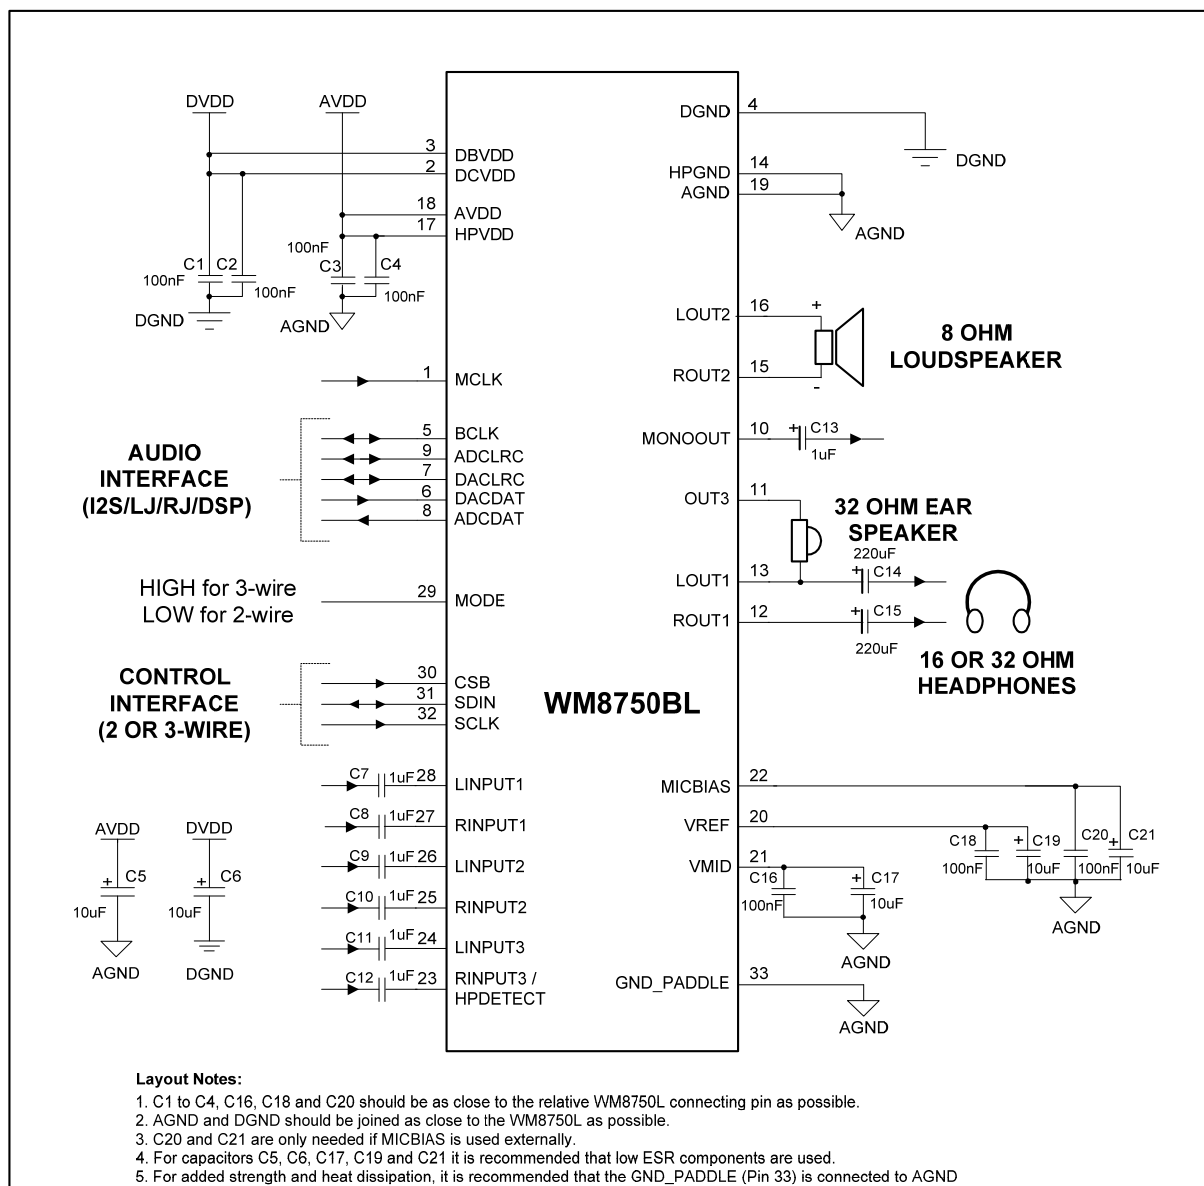 DVDD
AVDD
3
DBVDD
2
DCVDD
18
AVDD
17
HPVDD
100nF
C1
C2
C3
C4
100nF
100nF
100nF
DGND
AGND
DGND
4
DGND
HPGND
14
AGND
19
AGND
LOUT2
16
+
8 OHM
LOUDSPEAKER
ROUT2
15
-
1
MCLK
AUDIO
INTERFACE
(I2S/LJ/RJ/DSP)
5
BCLK
9
ADCLRC
7
DACLRC
6
DACDAT
8
ADCDAT
MONOOUT
10
+
C13
1uF
OUT3
11
32 OHM EAR
SPEAKER
220uF
LOUT1
13
+
C14
ROUT1
12
+
C15
220uF
16 OR 32 OHM
HEADPHONES
HIGH for 3-wire
LOW for 2-wire
29
MODE
CONTROL
INTERFACE
(2 OR 3-WIRE)
30
CSB
31
SDIN
32
SCLK
WM8750BL
C7
1uF
28
LINPUT1
C8
1uF
27
RINPUT1
C9
1uF
26
LINPUT2
C10
1uF
25
RINPUT2
C11
1uF
24
LINPUT3
C12
1uF
23
RINPUT3 /
HPDETECT
AVDD
DVDD
+
C5
+
C6
10uF
10uF
AGND
DGND
MICBIAS
22
VREF
20
C18
+
C19
C20
+
C21
100nF
10uF
100nF
10uF
AGND
VMID
21
C16
+
C17
100nF
10uF
AGND
GND_PADDLE
33
AGND
Layout Notes:
1. C1 to C4, C16, C18 and C20 should be as close to the relative WM8750L connecting pin as possible.
2. AGND and DGND should be joined as close to the WM8750L as possible.
3. C20 and C21 are only needed if MICBIAS is used externally.
4. For capacitors C5, C6, C17, C19 and C21 it is recommended that low ESR components are used.
5. For added strength and heat dissipation, it is recommended that the GND_PADDLE (Pin 33) is connected to AGND